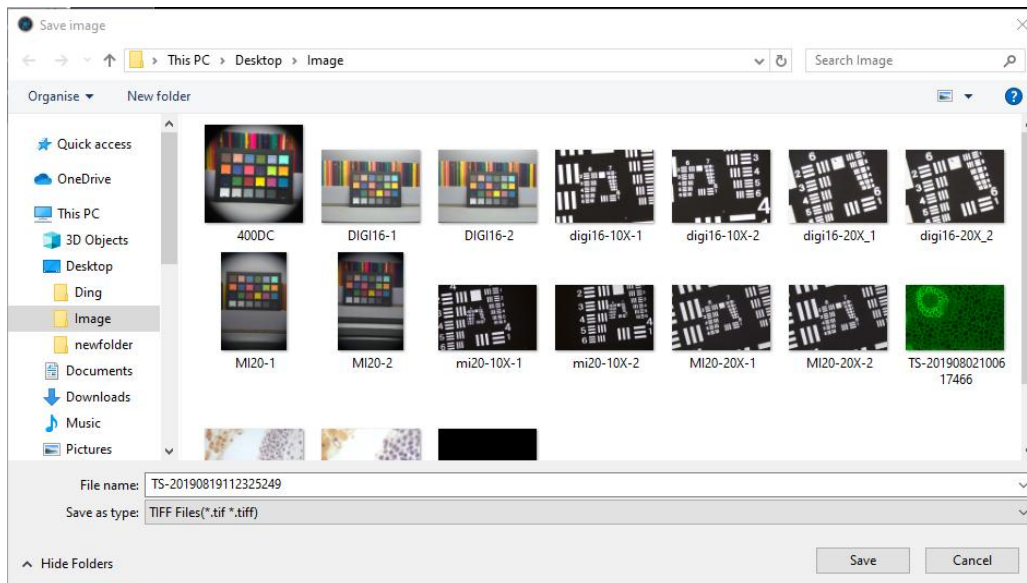 Save image
This PC > Desktop > Image
Search Image
Organise
New folder
Quick access
OneDrive
This PC
3D Objects
Desktop
Ding
Image
newfolder
Documents
Downloads
Music
Pictures
400DC
DIGI16-1
DIGI16-2
digi16-10X-1
digi16-10X-2
digi16-20X_1
digi16-20X_2
MI20-1
MI20-2
mi20-10X-1
mi20-10X-2
MI20-20X-1
MI20-20X-2
TS-201908021006
17466
File name: TS-20190819112325249
Save as type: TIFF Files(*.tif *.tiff)
Hide Folders
Save
Cancel